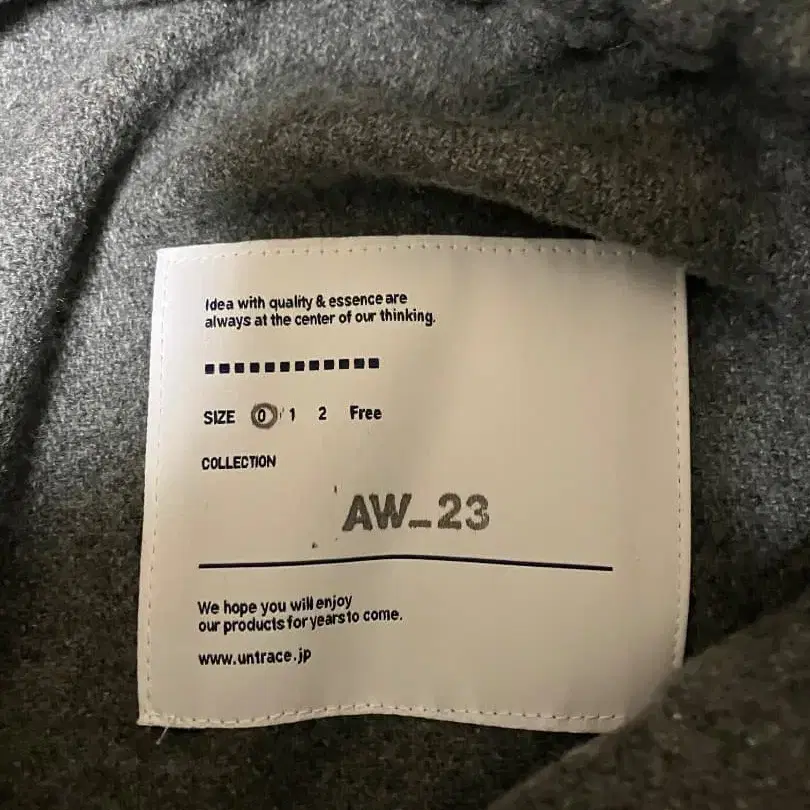 Idea with quality & essence are
always at the center of our thinking.
SIZE 0 1 2 Free
COLLECTION
AW_23
We hope you will enjoy
our products for years to come.
www.untrace.jp